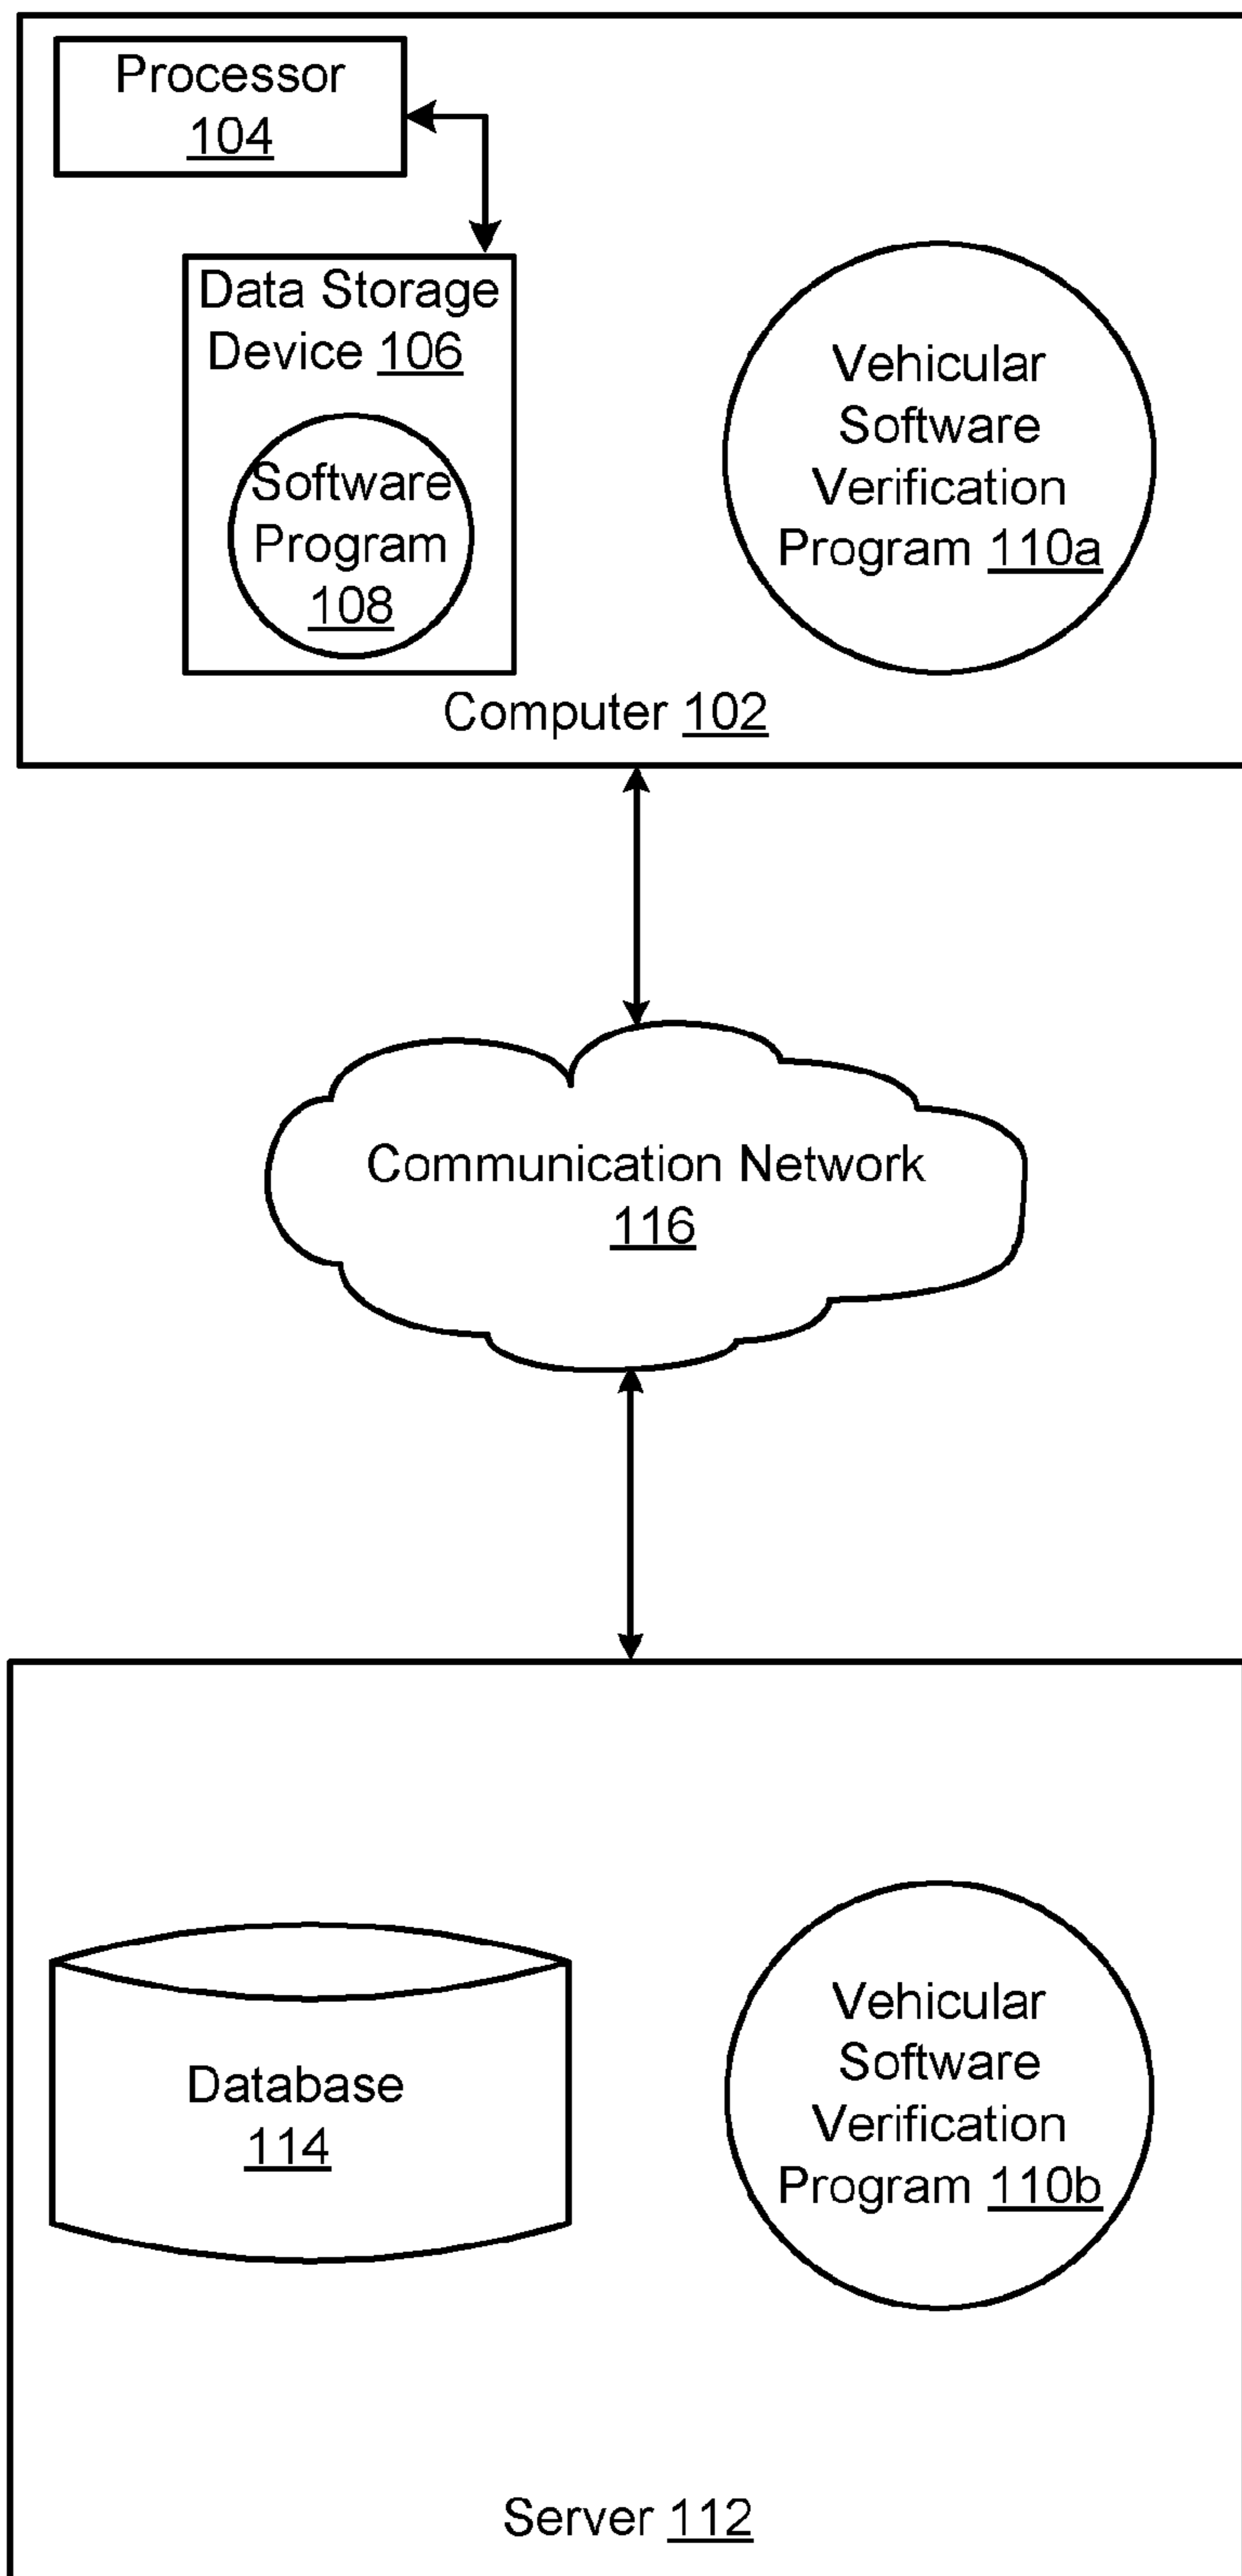 Processor
104
Data Storage
Device 106
Software
Program
108
Vehicular
Software
Verification
Program 110a
Computer 102
Communication Network
116
Database
114
Vehicular
Software
Verification
Program 110b
Server 112